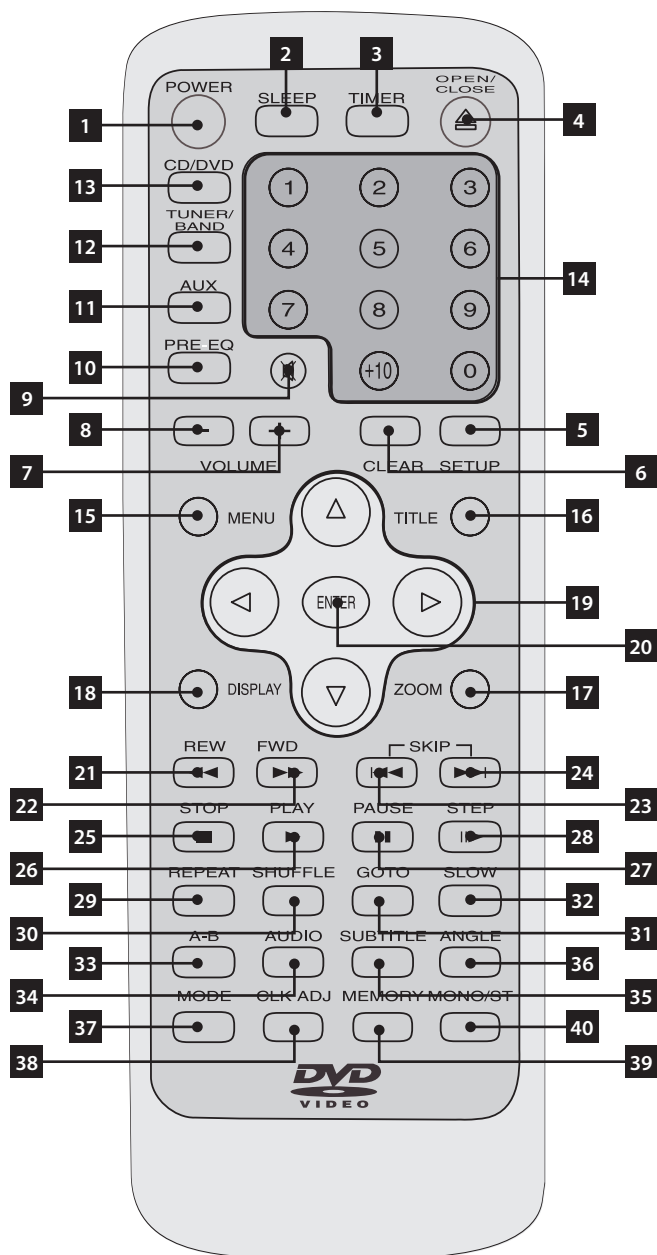 2 3
POWER SLEEP TIMER OPEN/
CLOSE
1 4
CD/DVD
13 1 2 3
TUNER/
BAND
12 4 5 6
14
AUX
11 7 8 9
PRE-EQ
10 +10 0
9
8 - + 5
7 VOLUME CLEAR SETUP 6
15 MENU TITLE 16
ENTER 19
20
18 DISPLAY ZOOM 17
REW FWD SKIP
21 24
22 23
STOP PLAY PAUSE STEP
25 28
26 27
REPEAT SHUFFLE GOTO SLOW
29 32
30 31
A-B AUDIO SUBTITLE ANGLE
33 36
34 35
MODE CLK ADJ MEMORY MONO/ST
37 40
38 39
DVD
VIDEO